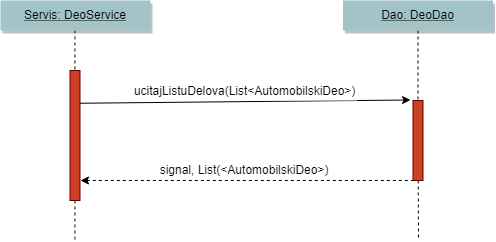 Servis: DeoService
Dao: DeoDao
ucitajListuDelova(List<AutomobilskiDeo>)
signal, List(<AutomobilskiDeo>)